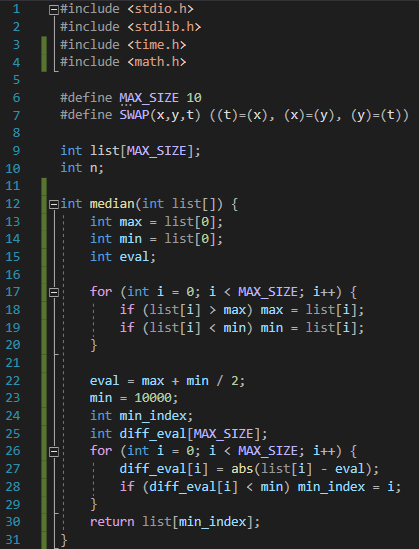 1 #include <stdio.h>
2 #include <stdlib.h>
3 #include <time.h>
4 #include <math.h>
5
6 #define MAX_SIZE 10
7 #define SWAP(x,y,t) ((t)=(x), (x)=(y), (y)=(t))
8
9 int list[MAX_SIZE];
10 int n;
11
12 int median(int list[]) {
13     int max = list[0];
14     int min = list[0];
15     int eval;
16
17     for (int i = 0; i < MAX_SIZE; i++) {
18         if (list[i] > max) max = list[i];
19         if (list[i] < min) min = list[i];
20     }
21
22     eval = max + min / 2;
23     min = 10000;
24     int min_index;
25     int diff_eval[MAX_SIZE];
26     for (int i = 0; i < MAX_SIZE; i++) {
27         diff_eval[i] = abs(list[i] - eval);
28         if (diff_eval[i] < min) min_index = i;
29     }
30     return list[min_index];
31 }